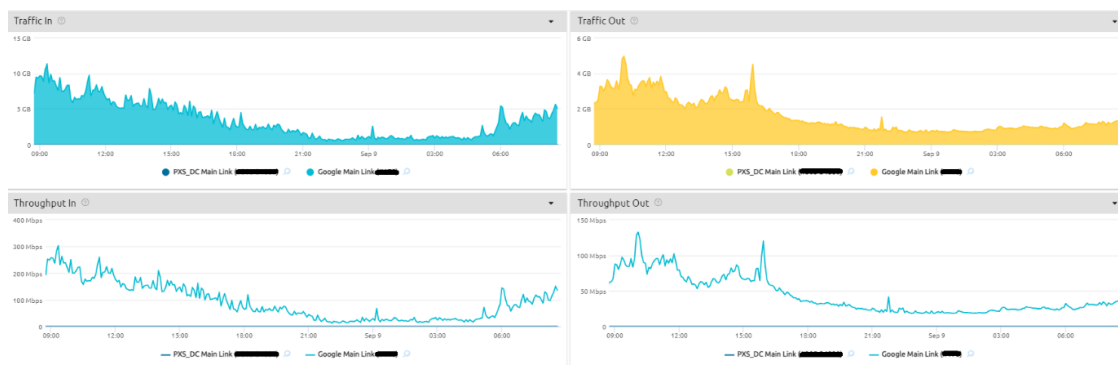 Traffic In
15 GB
10 GB
5 GB
0
09:00 12:00 15:00 18:00 21:00 Sep 9 03:00 06:00
PXS_DC Main Link ( Google Main Link
Traffic Out
6 GB
4 GB
2 GB
0
09:00 12:00 15:00 18:00 21:00 Sep 9 03:00 06:00
PXS_DC Main Link ( Google Main Link ( )
Throughput In
400 Mbps
300 Mbps
200 Mbps
100 Mbps
0
09:00 12:00 15:00 18:00 21:00 Sep 9 03:00 06:00
PXS_DC Main Link Google Main Link ( )
Throughput Out
150 Mbps
100 Mbps
50 Mbps
0
09:00 12:00 15:00 18:00 21:00 Sep 9 03:00 06:00
PXS_DC Main Link ( Google Main Link ( )